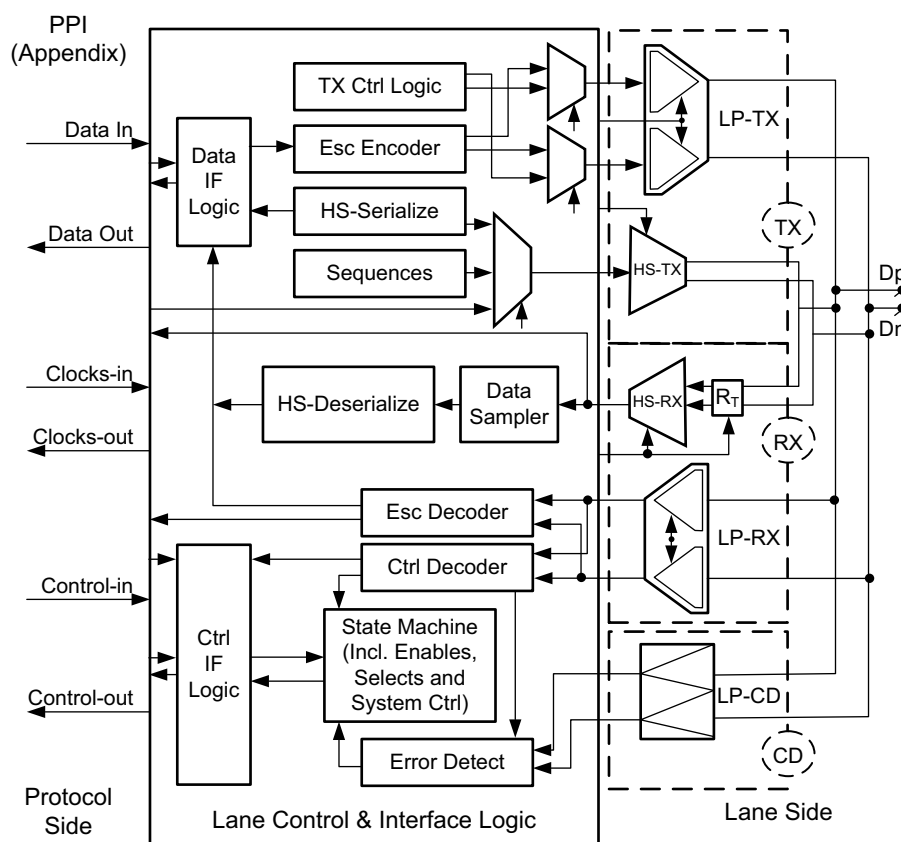 PPI
(Appendix)
Data In
Data Out
Clocks-in
Clocks-out
Control-in
Control-out
Protocol
Side
TX Ctrl Logic
Esc Encoder
Data
IF
Logic
HS-Serialize
Sequences
HS-Deserialize
Data
Sampler
Esc Decoder
Ctrl Decoder
Ctrl
IF
Logic
State Machine
(Incl. Enables,
Selects and
System Ctrl)
Error Detect
Lane Control & Interface Logic
LP-TX
TX
HS-TX
Dp
HS-RX
RT
RX
LP-RX
LP-CD
CD
Lane Side